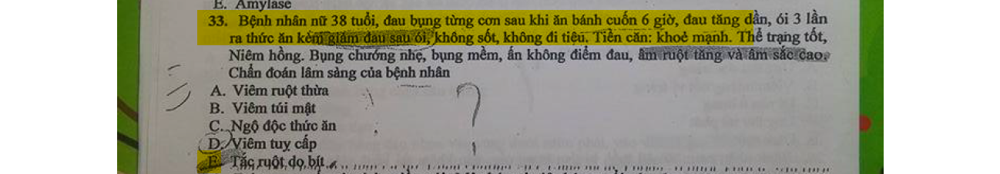 E. Amylase
33. Bệnh nhân nữ 38 tuổi, đau bụng từng cơn sau khi ăn bánh cuốn 6 giờ, đau tăng dần, ói 3 lần
ra thức ăn kèm giảm đau sau ói, không sốt, không đi tiêu. Tiền căn: khoẻ mạnh. Thể trạng tốt,
Niêm hồng. Bụng chướng nhẹ, bụng mềm, ấn không điểm đau, âm ruột tăng và âm sắc cao.
Chẩn đoán lâm sàng của bệnh nhân
A. Viêm ruột thừa
B. Viêm túi mật
C. Ngộ độc thức ăn
D. Viêm tuỵ cấp
E. Tắc ruột do bít
?